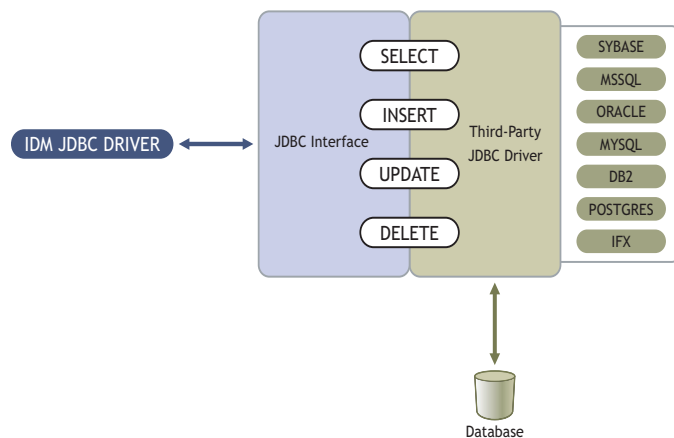 IDM JDBC DRIVER
JDBC Interface
SELECT
INSERT
UPDATE
DELETE
Third-Party
JDBC Driver
SYBASE
MSSQL
ORACLE
MYSQL
DB2
POSTGRES
IFX
Database